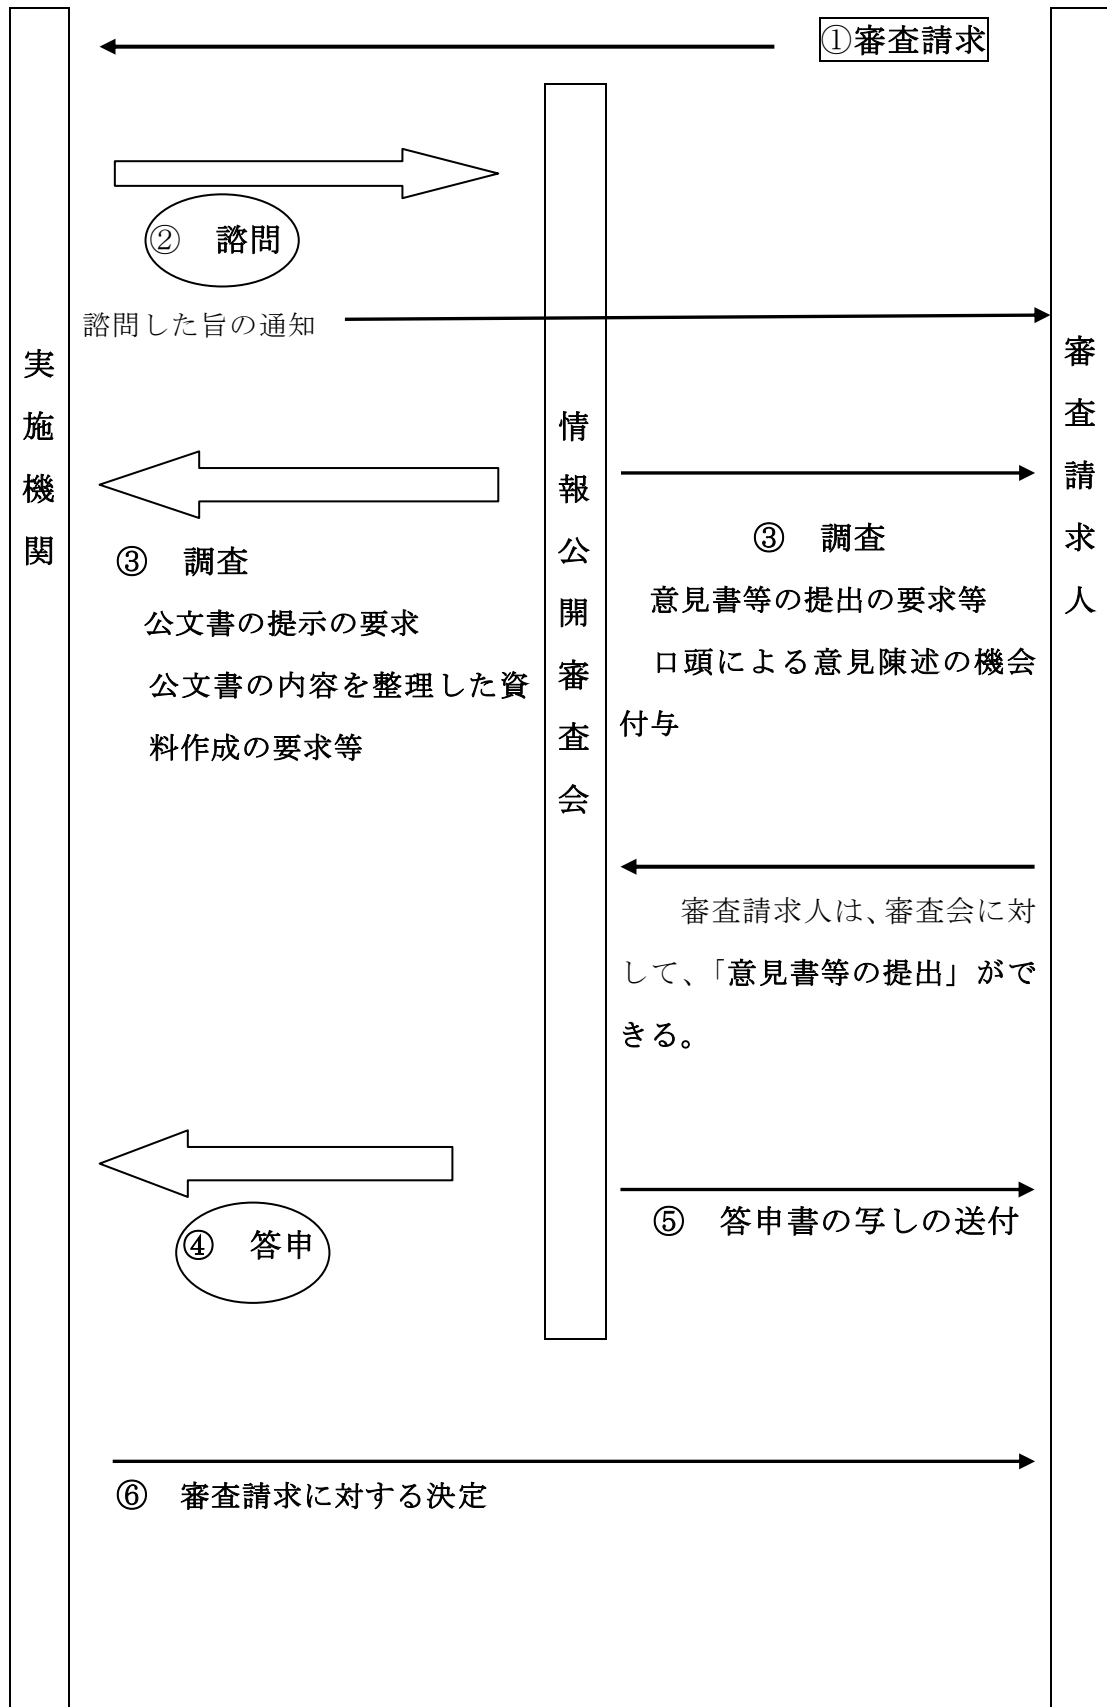 ①審査請求
② 諮問
諮問した旨の通知
実施機関
情報公開審査会
審査請求人
③ 調査
公文書の提示の要求
公文書の内容を整理した資
料作成の要求等
③ 調査
意見書等の提出の要求等
口頭による意見陳述の機会
付与
審査請求人は、審査会に対
して、「意見書等の提出」がで
きる。
④ 答申
⑤ 答申書の写しの送付
⑥ 審査請求に対する決定